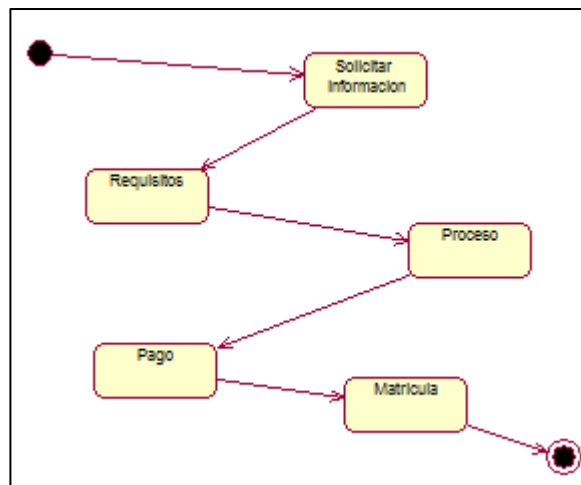 Solicitar
Informacion
Requisitos
Proceso
Pago
Matricula